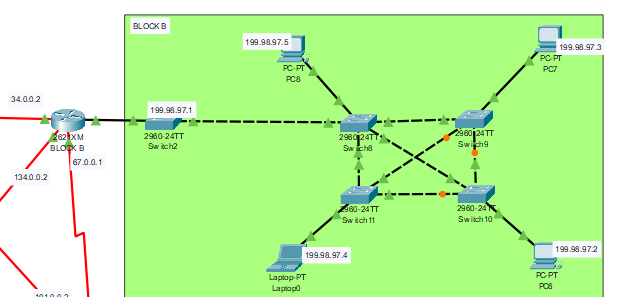 BLOCK B
199.98.97.5
PC-PT
PC8
PC-PT
PC7
199.98.97.3
34.0.0.2
199.98.97.1
2621XM
BLOCK B
2960-24TT
Switch2
2960-24TT
Switch6
2960-24TT
Switch9
67.0.0.1
134.0.0.2
2960-24TT
Switch11
2960-24TT
Switch10
199.98.97.4
Laptop-PT
Laptop0
199.98.97.2
PC-PT
PC6